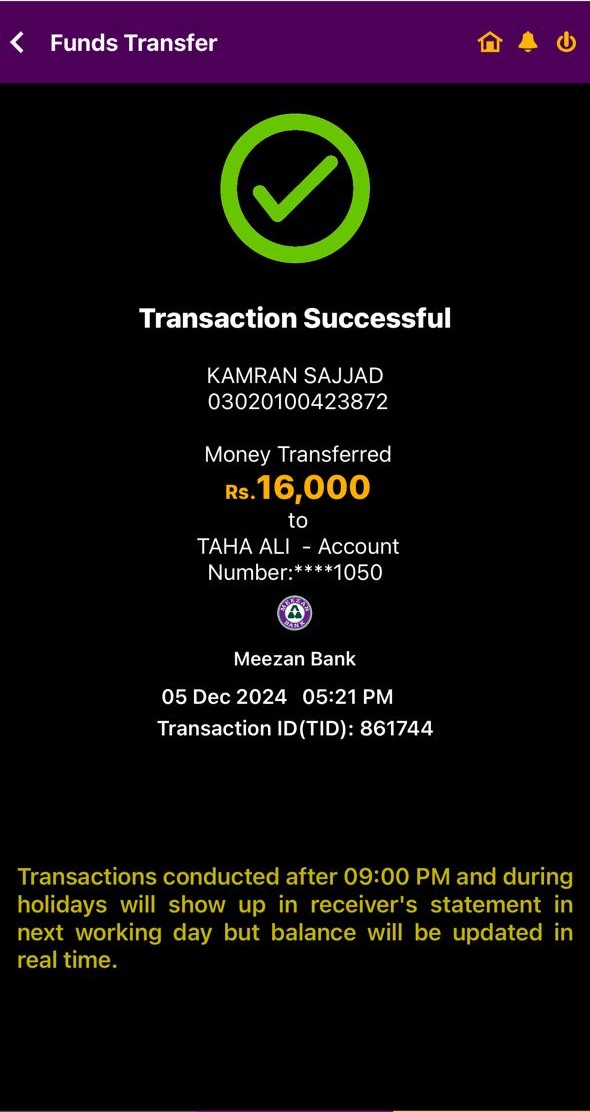 Funds Transfer
Transaction Successful
KAMRAN SAJJAD
03020100423872
Money Transferred
Rs.16,000
to
TAHA ALI - Account
Number:****1050
MEEZAN
BANK
Meezan Bank
05 Dec 2024 05:21 PM
Transaction ID(TID): 861744
Transactions conducted after 09:00 PM and during
holidays will show up in receiver's statement in
next working day but balance will be updated in
real time.